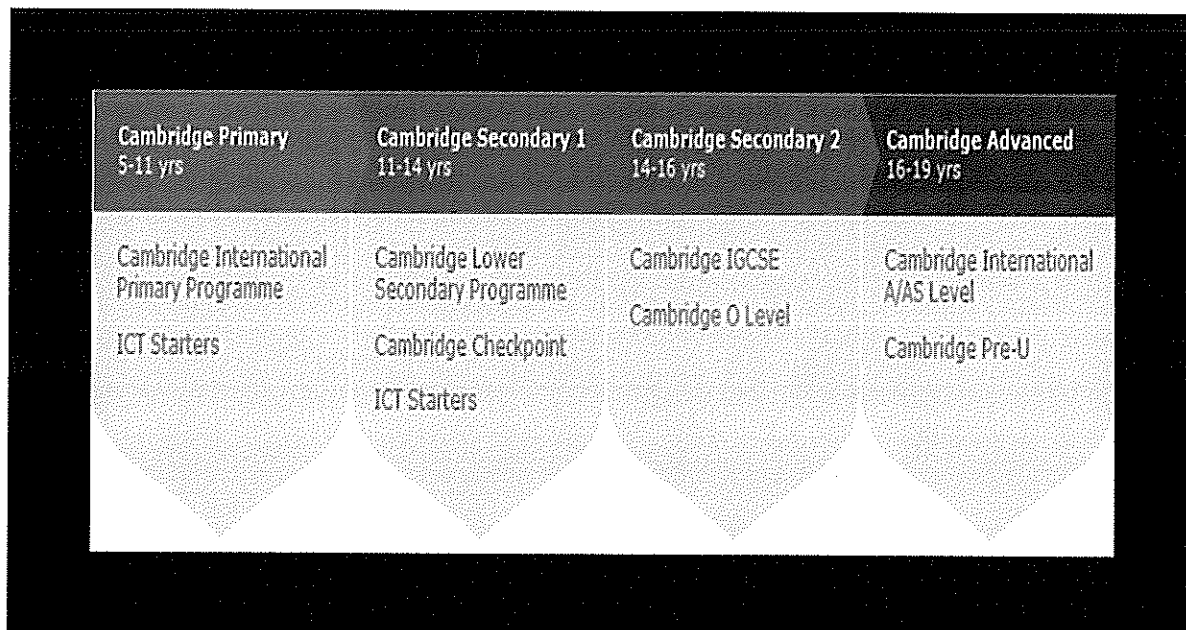 Cambridge Primary
5-11 yrs
Cambridge International
Primary Programme
ICT Starters
Cambridge Secondary 1
11-14 yrs
Cambridge Lower
Secondary Programme
Cambridge Checkpoint
ICT Starters
Cambridge Secondary 2
14-16 yrs
Cambridge IGCSE
Cambridge O Level
Cambridge Advanced
16-19 yrs
Cambridge International
A/AS Level
Cambridge Pre-U